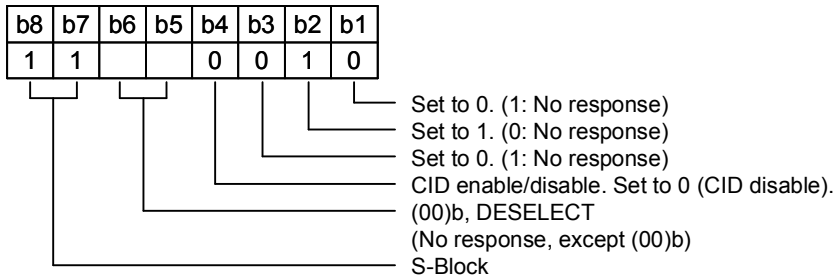 b8 b7 b6 b5 b4 b3 b2 b1
1 1 0 0 1 0
Set to 0. (1: No response)
Set to 1. (0: No response)
Set to 0. (1: No response)
CID enable/disable. Set to 0 (CID disable).
(00)b, DESELECT
(No response, except (00)b)
S-Block